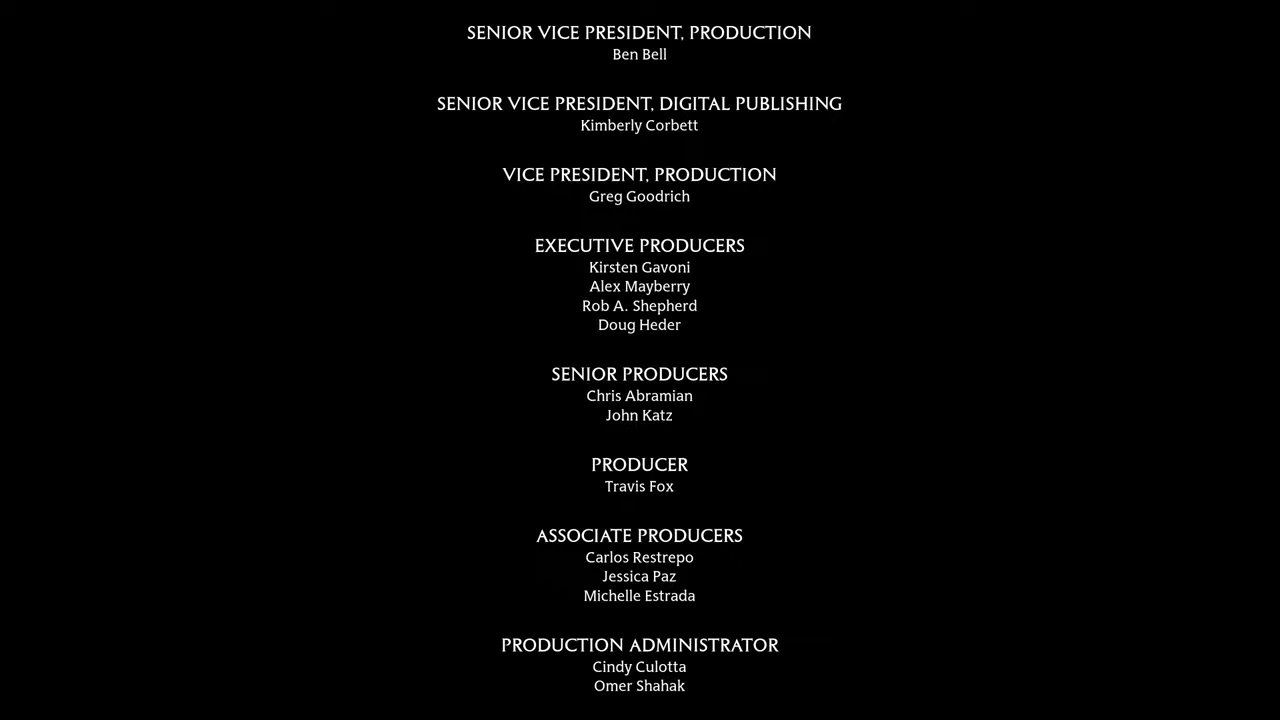 SENIOR VICE PRESIDENT, PRODUCTION
Ben Bell
SENIOR VICE PRESIDENT, DIGITAL PUBLISHING
Kimberly Corbett
VICE PRESIDENT, PRODUCTION
Greg Goodrich
EXECUTIVE PRODUCERS
Kirsten Gavoni
Alex Mayberry
Rob A. Shepherd
Doug Heder
SENIOR PRODUCERS
Chris Abramian
John Katz
PRODUCER
Travis Fox
ASSOCIATE PRODUCERS
Carlos Restrepo
Jessica Paz
Michelle Estrada
PRODUCTION ADMINISTRATOR
Cindy Culotta
Omer Shahak